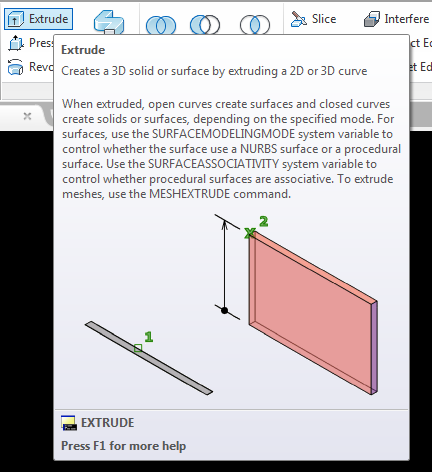 Extrude
Slice
Interfere
Extrude
Creates a 3D solid or surface by extruding a 2D or 3D curve
When extruded, open curves create surfaces and closed curves
create solids or surfaces, depending on the specified mode. For
surfaces, use the SURFACEMODELINGMODE system variable to
control whether the surface use a NURBS surface or a procedural
surface. Use the SURFACEASSOCIATIVITY system variable to
control whether procedural surfaces are associative. To extrude
meshes, use the MESHEXTRUDE command.
2
1
EXTRUDE
Press F1 for more help